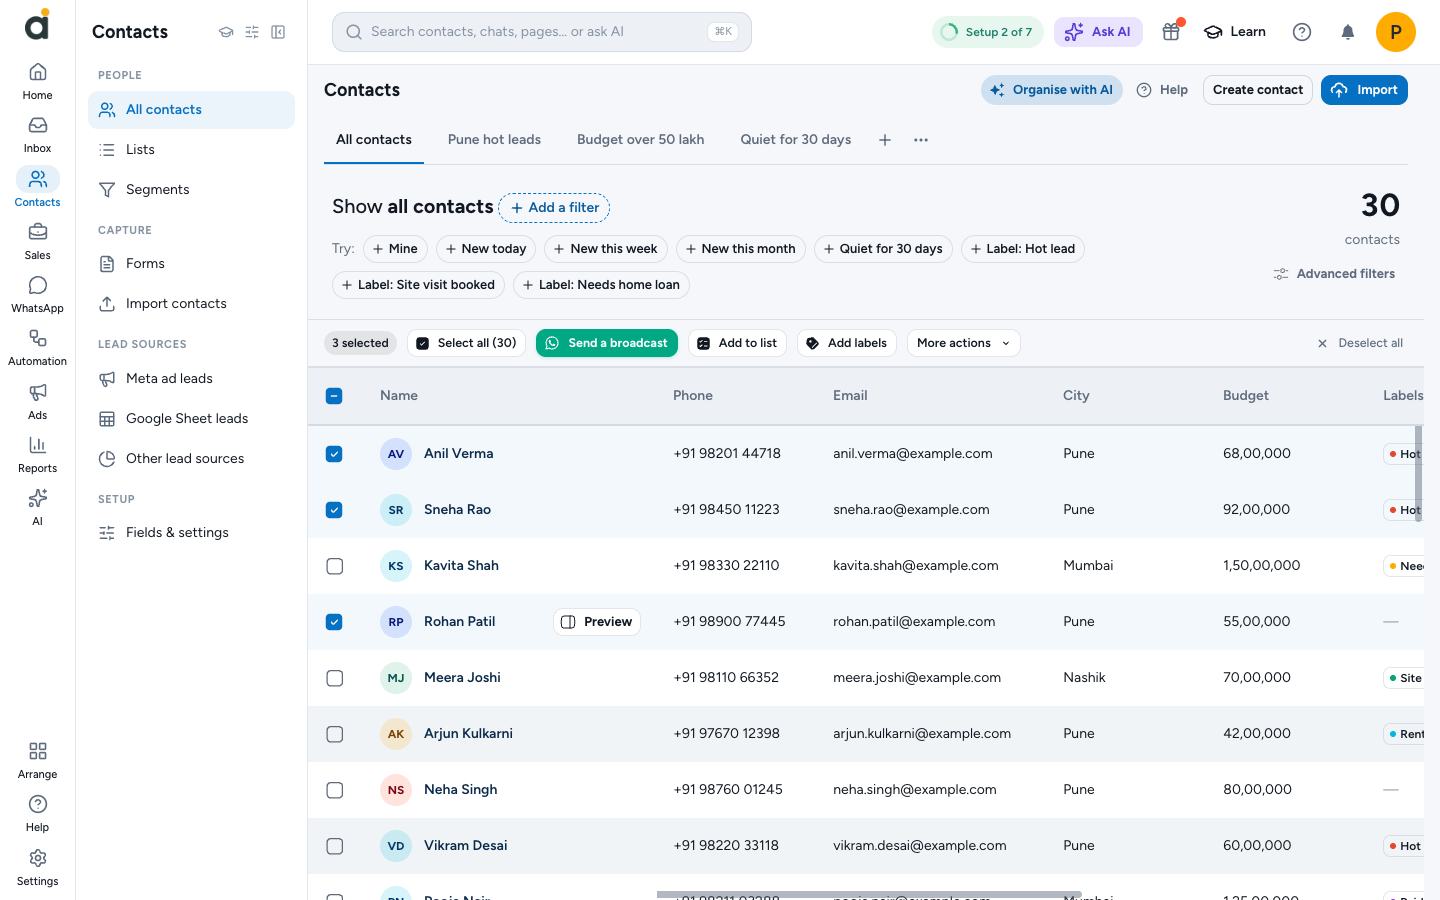 Contacts
Search contacts, chats, pages... or ask AI
⌘K
Setup 2 of 7
Ask AI
Learn
P
Home
Inbox
Contacts
Sales
WhatsApp
Automation
Ads
Reports
AI
Arrange
Help
Settings
PEOPLE
All contacts
Lists
Segments
CAPTURE
Forms
Import contacts
LEAD SOURCES
Meta ad leads
Google Sheet leads
Other lead sources
SETUP
Fields & settings
Contacts
Organise with AI
Help
Create contact
Import
All contacts
Pune hot leads
Budget over 50 lakh
Quiet for 30 days
Show all contacts
Add a filter
30
contacts
Try:
Mine
New today
New this week
New this month
Quiet for 30 days
Label: Hot lead
Label: Site visit booked
Label: Needs home loan
Advanced filters
3 selected
Select all (30)
Send a broadcast
Add to list
Add labels
More actions
Deselect all
Name Phone Email City Budget Labels
AV Anil Verma +91 98201 44718 anil.verma@example.com Pune 68,00,000 Hot
SR Sneha Rao +91 98450 11223 sneha.rao@example.com Pune 92,00,000 Hot
KS Kavita Shah +91 98330 22110 kavita.shah@example.com Mumbai 1,50,00,000
RP Rohan Patil Preview +91 98900 77445 rohan.patil@example.com Pune 55,00,000 —
MJ Meera Joshi +91 98110 66352 meera.joshi@example.com Nashik 70,00,000 Site
AK Arjun Kulkarni +91 97670 12398 arjun.kulkarni@example.com Pune 42,00,000 Rent
NS Neha Singh +91 98760 01245 neha.singh@example.com Pune 80,00,000 —
VD Vikram Desai +91 98220 33118 vikram.desai@example.com Pune 60,00,000 Hot